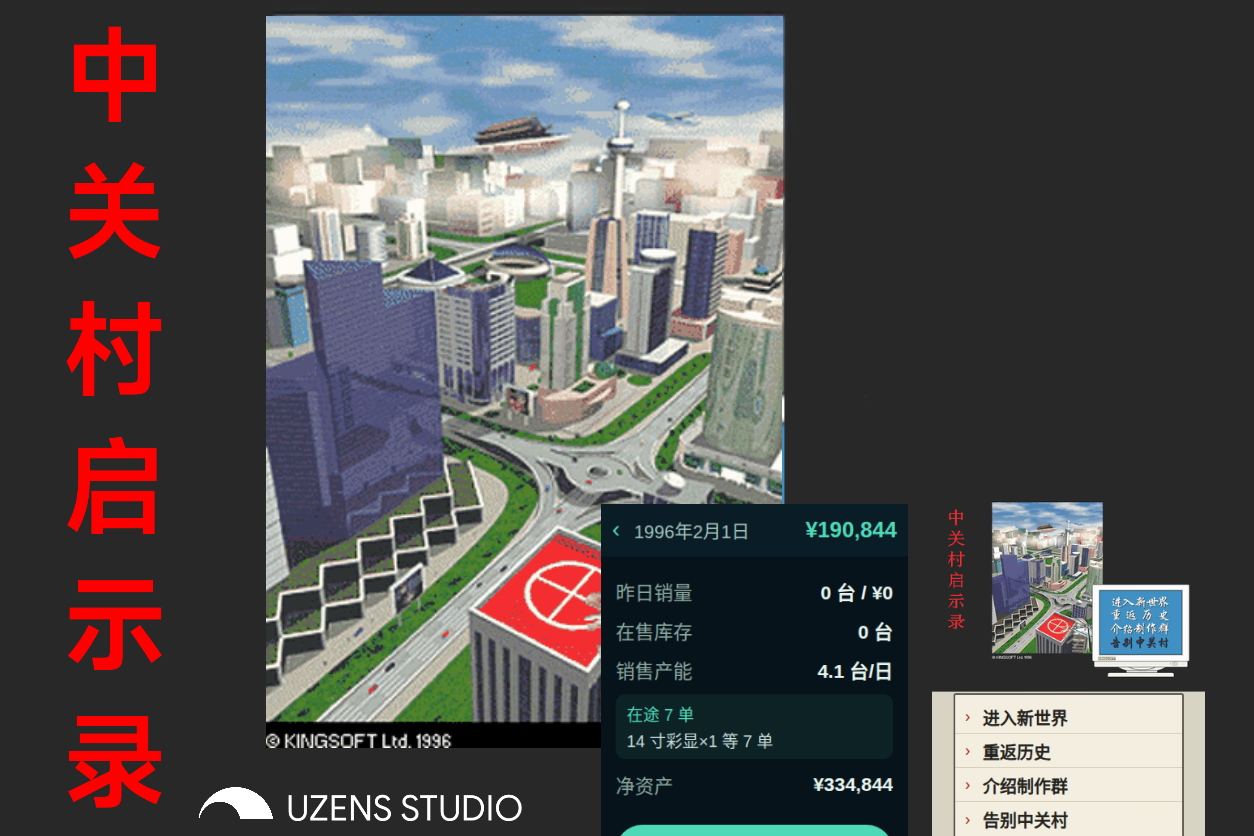 中关村启示录
© KINGSOFT Ltd. 1996
UZENS STUDIO
‹ 1996年2月1日 ¥190,844
昨日销量 0 台 / ¥0
在售库存 0 台
销售产能 4.1 台/日
在途 7 单
14 寸彩显×1 等 7 单
净资产 ¥334,844
中关村启示录
© KINGSOFT Ltd. 1996
进入新世界
重返历史
介绍制作群
告别中关村
› 进入新世界
› 重返历史
› 介绍制作群
› 告别中关村